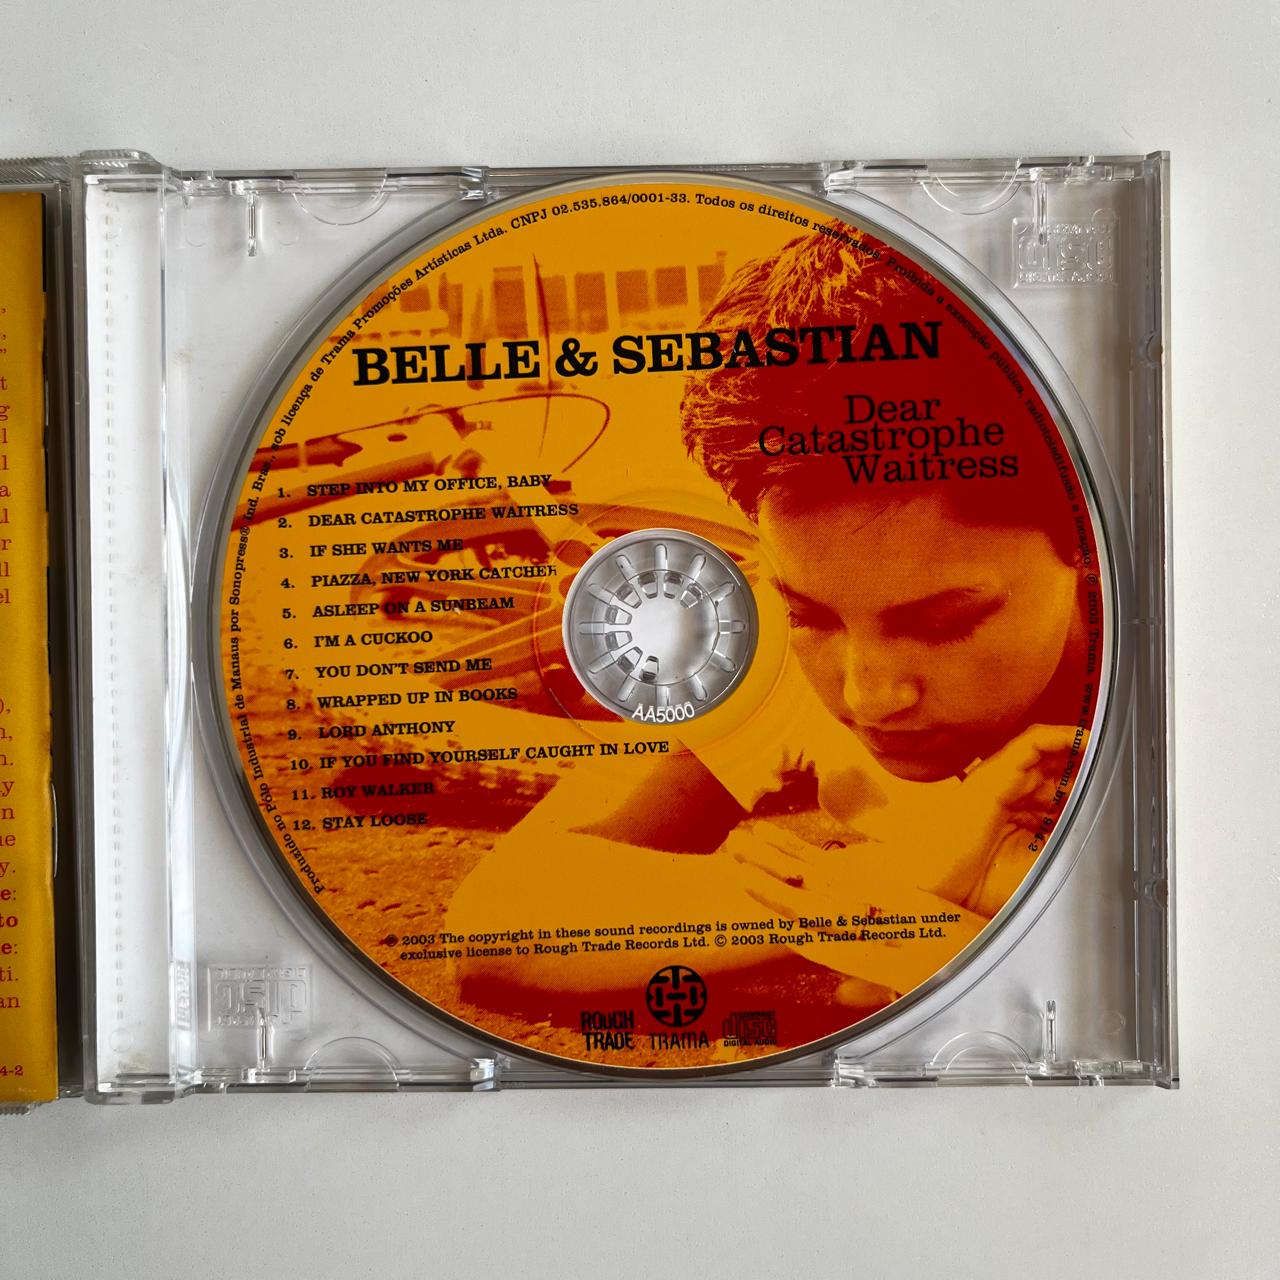 BELLE & SEBASTIAN
Dear
Catastrophe
Waitress
1. STEP INTO MY OFFICE, BABY
2. DEAR CATASTROPHE WAITRESS
3. IF SHE WANTS ME
4. PIAZZA, NEW YORK CATCHER
5. ASLEEP ON A SUNBEAM
6. I'M A CUCKOO
7. YOU DON'T SEND ME
8. WRAPPED UP IN BOOKS
9. LORD ANTHONY
10. IF YOU FIND YOURSELF CAUGHT IN LOVE
11. ROY WALKER
12. STAY LOOSE
AA5000
℗ 2003 The copyright in these sound recordings is owned by Belle & Sebastian under
exclusive license to Rough Trade Records Ltd. © 2003 Rough Trade Records Ltd.
ROUGH
TRADE
TRAMA
COMPACT
disc
DIGITAL AUDIO
Produzido no Pólo Industrial de Manaus por Sonopress® Ind. Bras., sob licença de Trama Promoções Artísticas Ltda. CNPJ 02.535.864/0001-33. Todos os direitos reservados. Proibida a execução pública, radioteledifusão e locação. ℗ 2003 Trama. www.trama.com.br 914-2